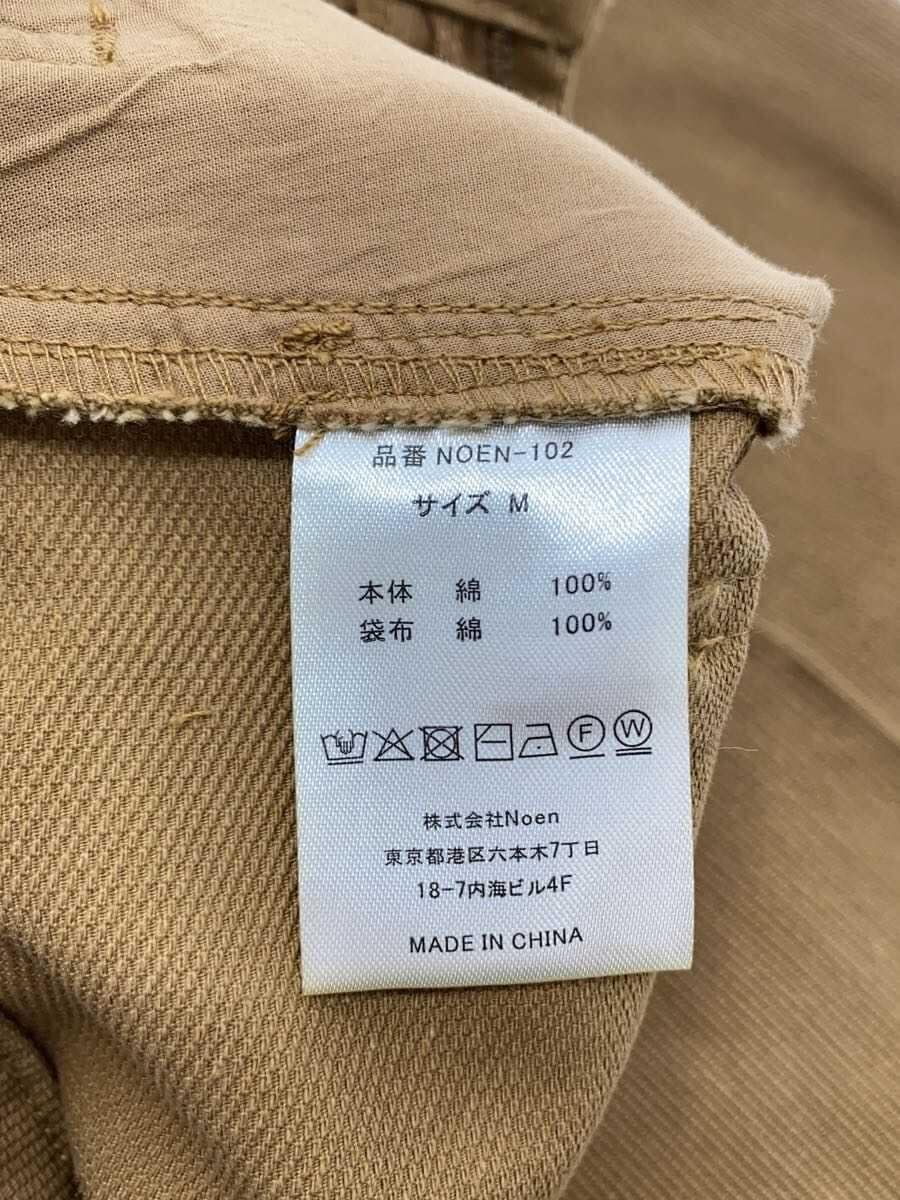 品番 NOEN-102
サイズ M
本体 綿 100%
袋布 綿 100%
F W
株式会社Noen
東京都港区六本木7丁目
18-7内海ビル4F
MADE IN CHINA